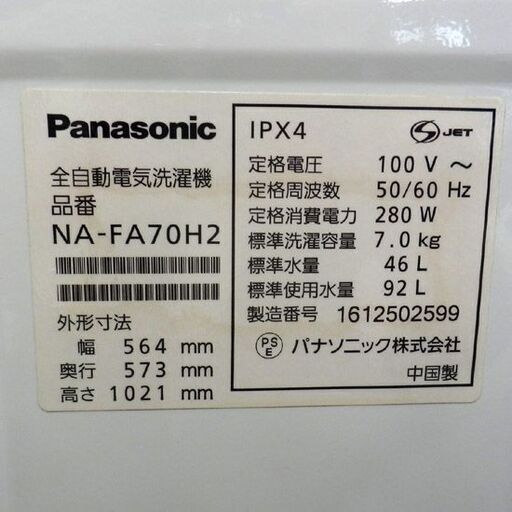 Panasonic
全自動電気洗濯機
品番
NA-FA70H2
外形寸法
幅 564 mm
奥行 573 mm
高さ 1021 mm
IPX4
S JET
定格電圧 100 V ～
定格周波数 50/60 Hz
定格消費電力 280 W
標準洗濯容量 7.0 kg
標準水量 46 L
標準使用水量 92 L
製造番号 1612502599
PS E パナソニック株式会社
中国製